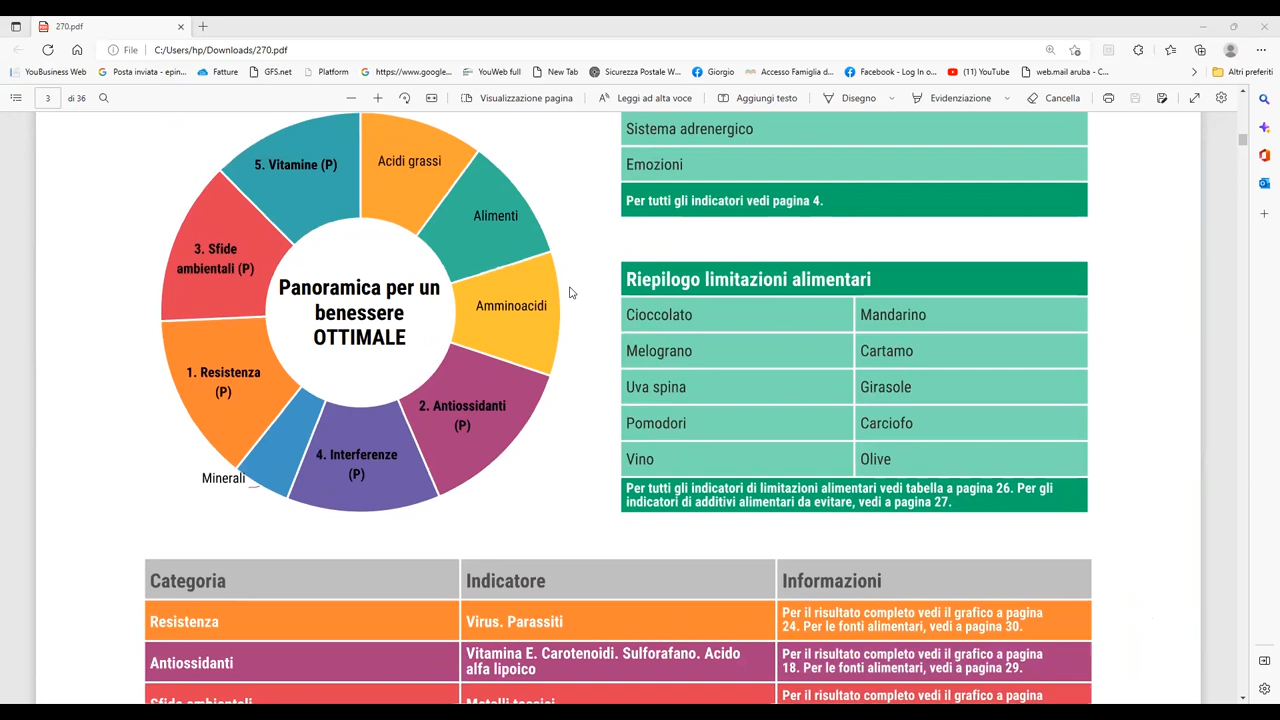 270.pdf
File
C:/Users/hp/Downloads/270.pdf
YouBusiness Web
Posta inviata - epin...
Fatture
GFS.net
Platform
https://www.google...
YouWeb full
New Tab
Sicurezza Postale W...
Giorgio
Accesso Famiglia d...
Facebook - Log In o...
(11) YouTube
web.mail aruba - C...
Altri preferiti
3
di 36
Visualizzazione pagina
Leggi ad alta voce
Aggiungi testo
Disegno
Evidenziazione
Cancella
5. Vitamine (P)
Acidi grassi
Alimenti
3. Sfide
ambientali (P)
Panoramica per un
benessere
OTTIMALE
Amminoacidi
1. Resistenza
(P)
2. Antiossidanti
(P)
4. Interferenze
(P)
Minerali
Sistema adrenergico
Emozioni
Per tutti gli indicatori vedi pagina 4.
Riepilogo limitazioni alimentari
Cioccolato
Mandarino
Melograno
Cartamo
Uva spina
Girasole
Pomodori
Carciofo
Vino
Olive
Per tutti gli indicatori di limitazioni alimentari vedi tabella a pagina 26. Per gli
indicatori di additivi alimentari da evitare, vedi a pagina 27.
Categoria
Indicatore
Informazioni
Resistenza
Virus. Parassiti
Per il risultato completo vedi il grafico a pagina
24. Per le fonti alimentari, vedi a pagina 30.
Antiossidanti
Vitamina E. Carotenoidi. Sulforafano. Acido
alfa lipoico
Per il risultato completo vedi il grafico a pagina
18. Per le fonti alimentari, vedi a pagina 29.
Sfide ambientali
Metalli tossici
Per il risultato completo vedi il grafico a pagina